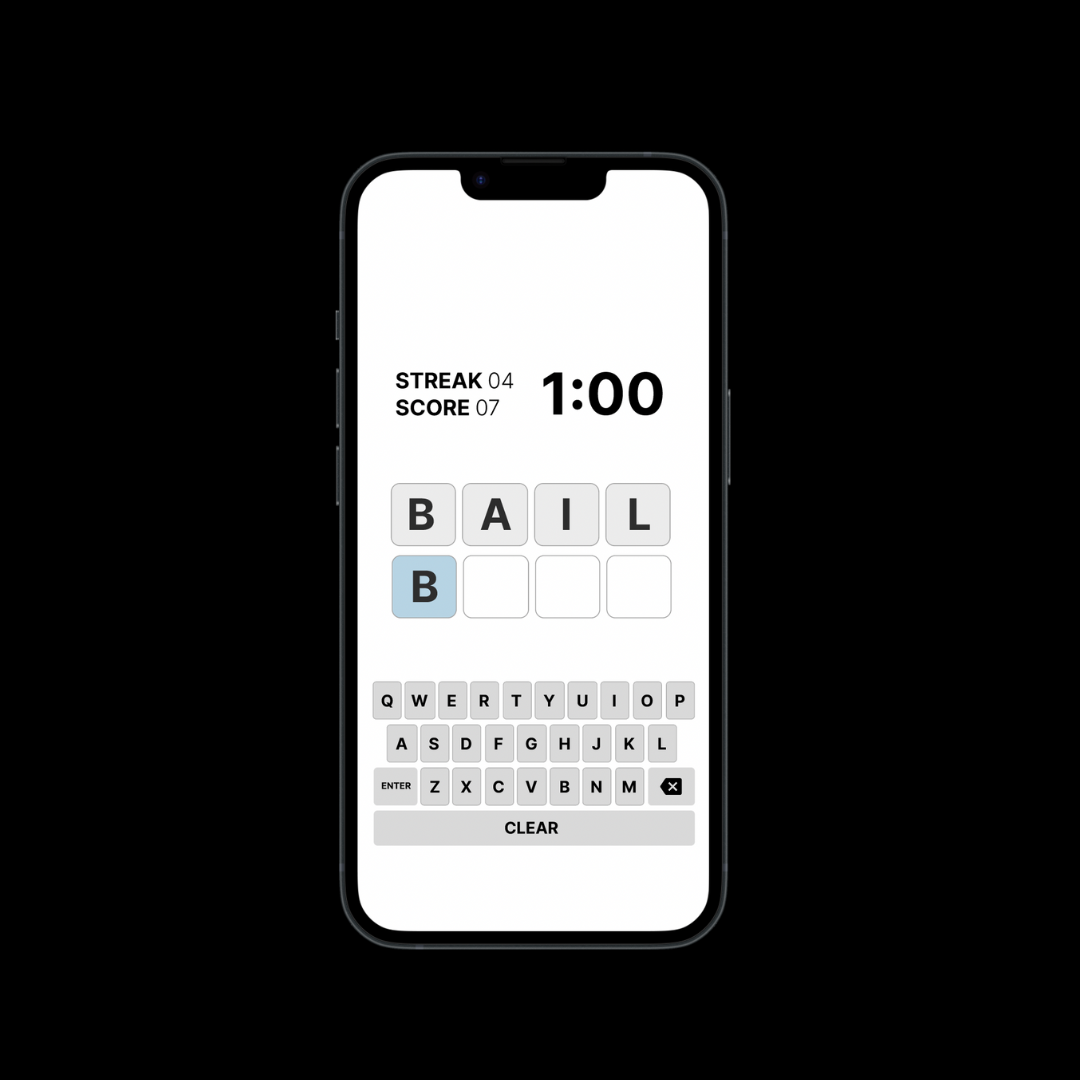 STREAK 04
SCORE 07
1:00
B A I L
B
Q W E R T Y U I O P
A S D F G H J K L
ENTER Z X C V B N M
CLEAR